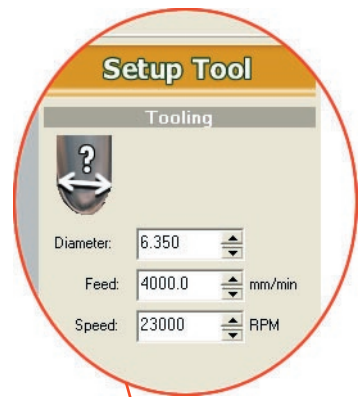 Setup Tool
Tooling
?
Diameter: 6.350
Feed: 4000.0 mm/min
Speed: 23000 RPM